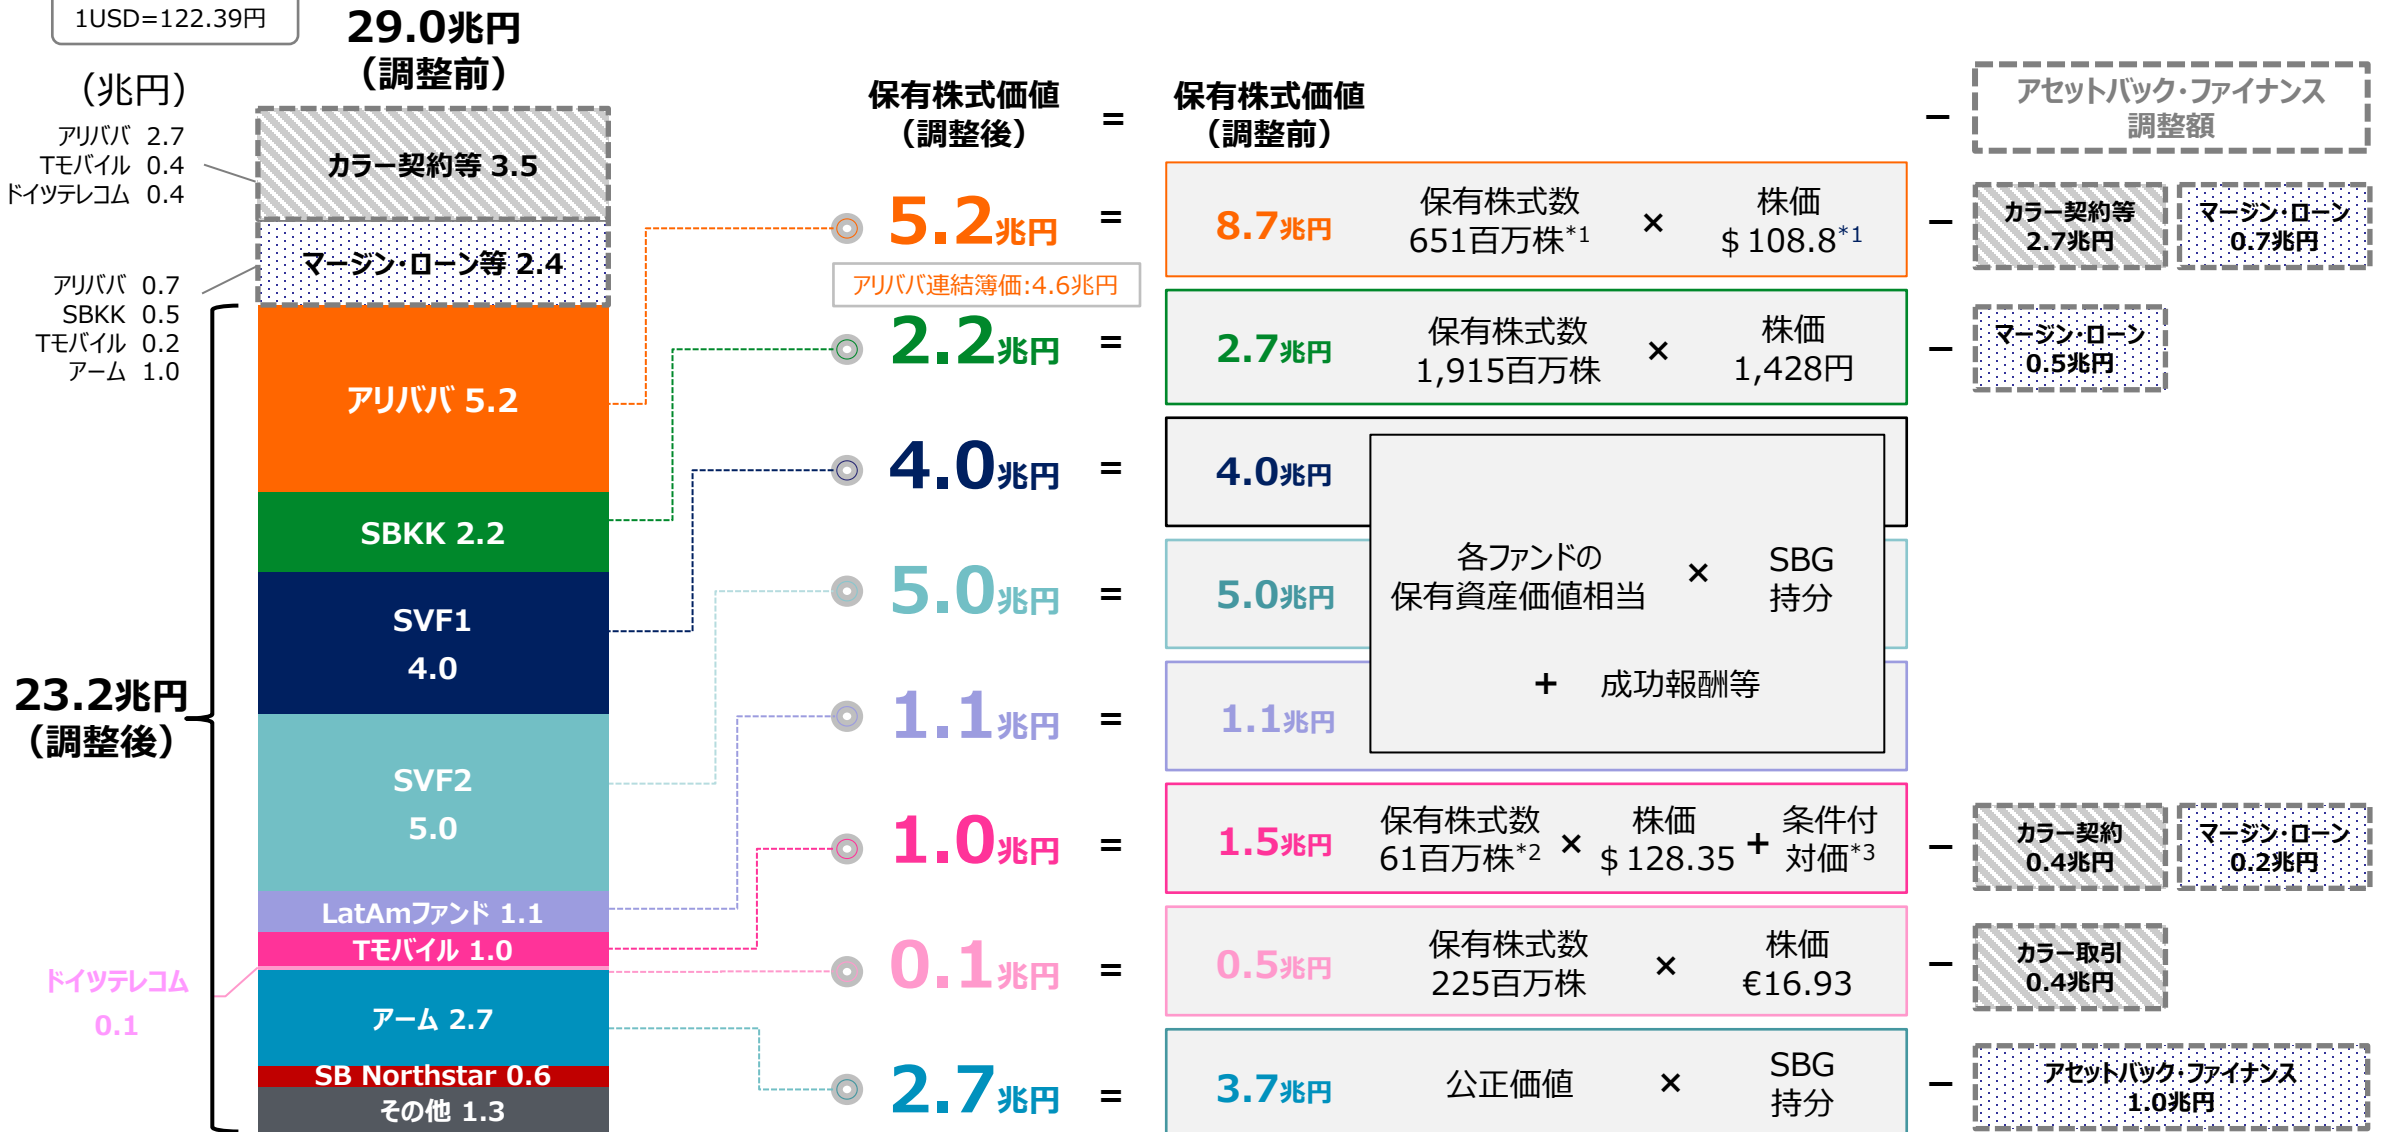 1USD=122.39円
29.0兆円
（調整前）
（兆円）
アリババ 2.7
Tモバイル 0.4
ドイツテレコム 0.4
カラー契約等 3.5
マージン・ローン等 2.4
アリババ 0.7
SBKK 0.5
Tモバイル 0.2
アーム 1.0
23.2兆円
（調整後）
アリババ 5.2
SBKK 2.2
SVF1
4.0
SVF2
5.0
LatAmファンド 1.1
Tモバイル 1.0
ドイツテレコム
0.1
アーム 2.7
SB Northstar 0.6
その他 1.3
保有株式価値
（調整後）
=
保有株式価値
（調整前）
−
アセットバック・ファイナンス
調整額
5.2兆円
=
8.7兆円
保有株式数
651百万株*1
×
株価
$ 108.8*1
−
カラー契約等
2.7兆円
マージン・ローン
0.7兆円
アリババ連結簿価:4.6兆円
2.2兆円
=
2.7兆円
保有株式数
1,915百万株
×
株価
1,428円
−
マージン・ローン
0.5兆円
4.0兆円
=
4.0兆円
5.0兆円
=
5.0兆円
各ファンドの
保有資産価値相当
×
SBG
持分
+ 成功報酬等
1.1兆円
=
1.1兆円
1.0兆円
=
1.5兆円
保有株式数
61百万株*2
×
株価
$ 128.35
+
条件付
対価*3
−
カラー契約
0.4兆円
マージン・ローン
0.2兆円
0.1兆円
=
0.5兆円
保有株式数
225百万株
×
株価
€16.93
−
カラー取引
0.4兆円
2.7兆円
=
3.7兆円
公正価値
×
SBG
持分
−
アセットバック・ファイナンス
1.0兆円